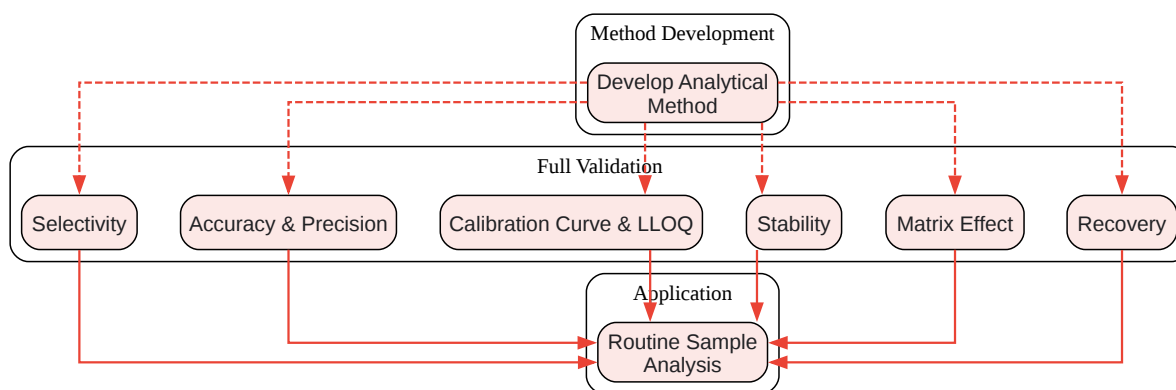 Method Development
Develop Analytical
Method
Full Validation
Selectivity
Accuracy & Precision
Calibration Curve & LLOQ
Stability
Matrix Effect
Recovery
Application
Routine Sample
Analysis